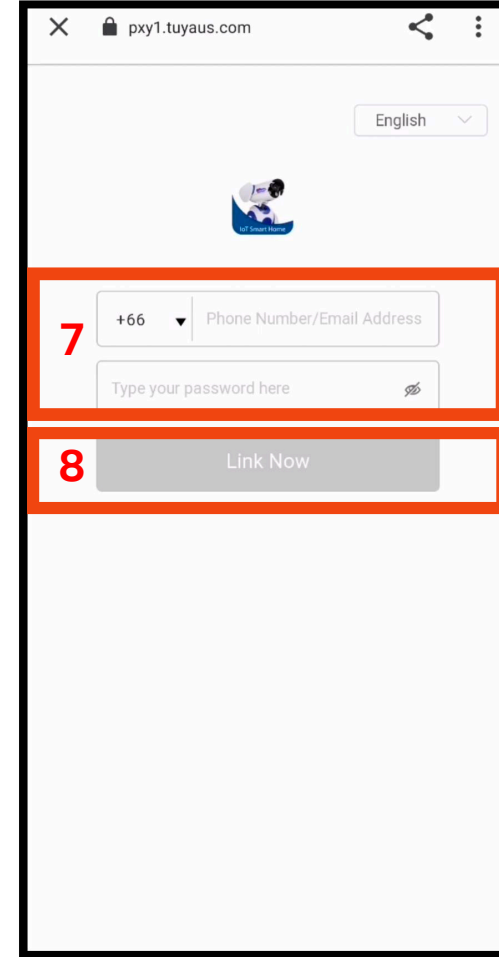 pxy1.tuyaus.com
English
IoT Smart Home
7
+66 Phone Number/Email Address
Type your password here
8
Link Now